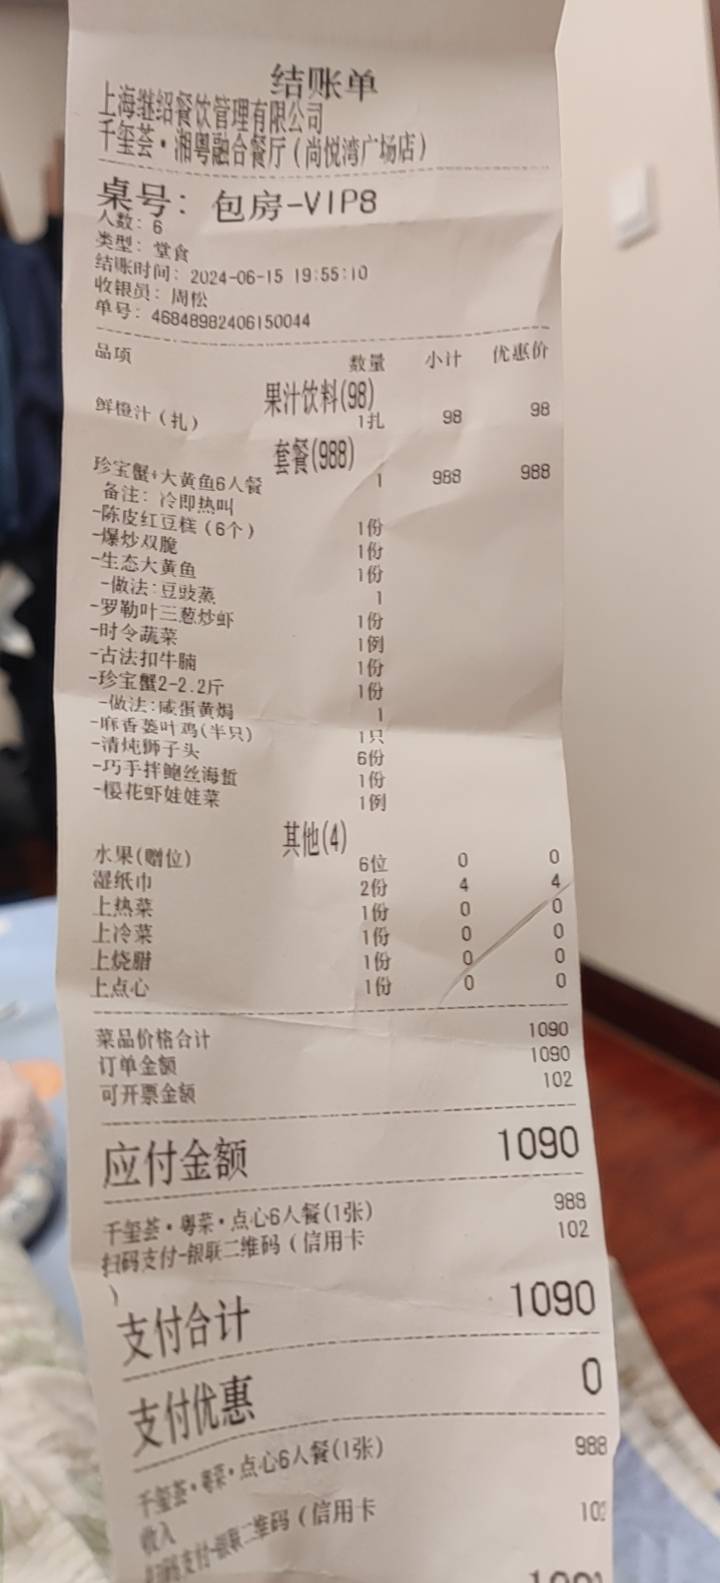 结账单
上海继绍餐饮管理有限公司
千玺荟·湘粤融合餐厅(尚悦湾广场店)
桌号: 包房-VIP8
人数: 6
类型: 堂食
结账时间: 2024-06-15 19:55:10
收银员: 周松
单号: 46848982406150044
品项 数量 小计 优惠价
果汁饮料(98)
鲜橙汁(扎) 1扎 98 98
套餐(988)
珍宝蟹+大黄鱼6人餐 1 988 988
备注: 冷即热叫
-陈皮红豆糕(6个) 1份
-爆炒双脆 1份
-生态大黄鱼 1份
-做法:豆豉蒸 1
-罗勒叶三葱炒虾 1份
-时令蔬菜 1例
-古法扣牛腩 1份
-珍宝蟹2-2.2斤 1份
-做法:咸蛋黄焗 1
-麻香蒌叶鸡(半只) 1只
-清炖狮子头 6份
-巧手拌鲍丝海蜇 1份
-樱花虾娃娃菜 1例
其他(4)
水果(赠位) 6位 0 0
湿纸巾 2份 4 4
上热菜 1份 0 0
上冷菜 1份 0 0
上烧腊 1份 0 0
上点心 1份 0 0
菜品价格合计 1090
订单金额 1090
可开票金额 102
应付金额 1090
千玺荟·粤菜·点心6人餐(1张) 988
扫码支付-银联二维码(信用卡 102
)
支付合计 1090
支付优惠 0
千玺荟·粤菜·点心6人餐(1张) 988
收入
扫码支付-银联二维码(信用卡 102